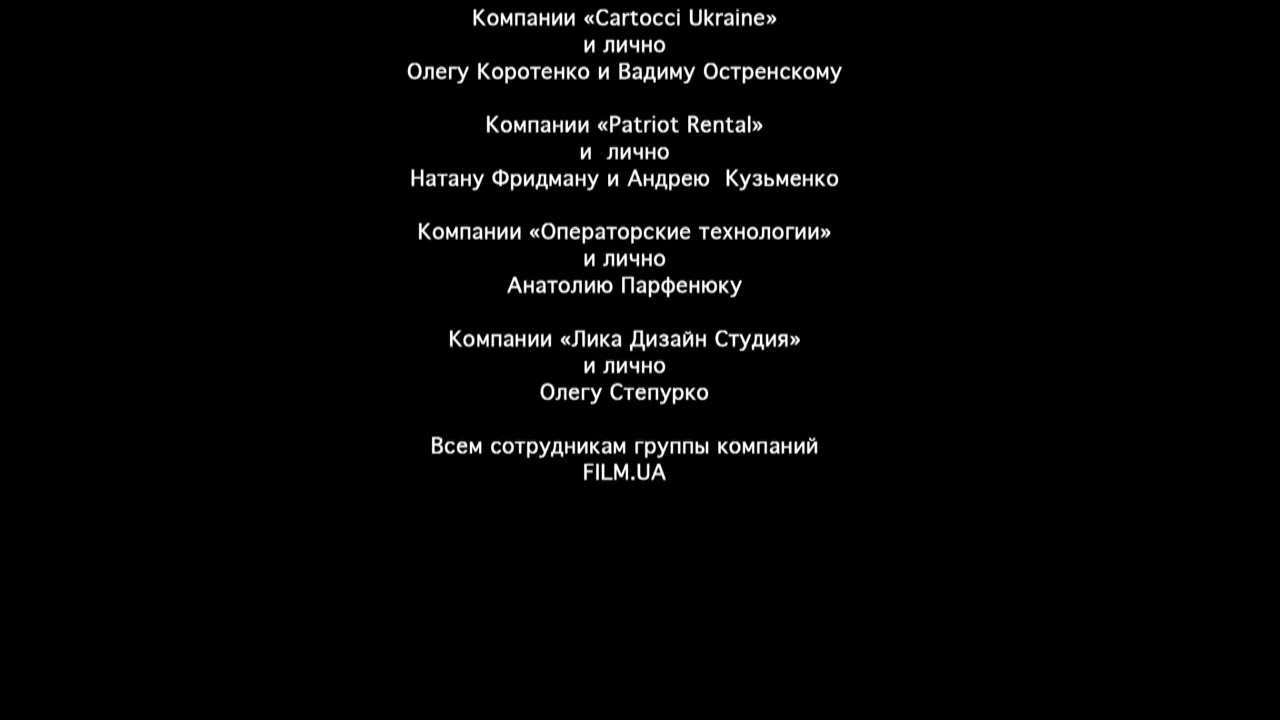 Компании «Cartocci Ukraine»
и лично
Олегу Коротенко и Вадиму Остренскому
Компании «Patriot Rental»
и лично
Натану Фридману и Андрею Кузьменко
Компании «Операторские технологии»
и лично
Анатолию Парфенюку
Компании «Лика Дизайн Студия»
и лично
Олегу Степурко
Всем сотрудникам группы компаний
FILM.UA